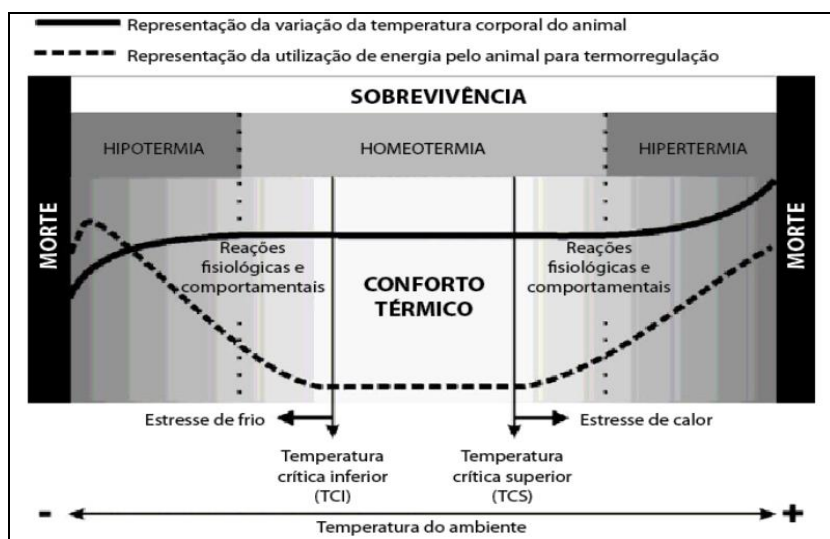 Representação da variação da temperatura corporal do animal
Representação da utilização de energia pelo animal para termorregulação
SOBREVIVÊNCIA
HIPOTERMIA
HOMEOTERMIA
HIPERTERMIA
MORTE
MORTE
Reações
fisiológicas e
comportamentais
CONFORTO
TÉRMICO
Reações
fisiológicas e
comportamentais
Estresse de frio
Estresse de calor
Temperatura
crítica inferior
(TCI)
Temperatura
crítica superior
(TCS)
-
+
Temperatura do ambiente